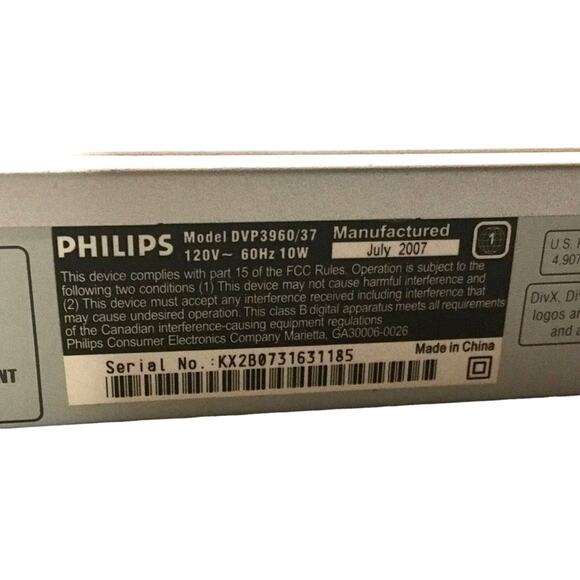 PHILIPS
Model DVP3960/37
120V~ 60Hz 10W
Manufactured
July 2007
1
This device complies with part 15 of the FCC Rules. Operation is subject to the
following two conditions (1) This device may not cause harmful interference and
(2) This device must accept any interference received including interference that
may cause undesired operation. This class B digital apparatus meets all requirements
of the Canadian interference-causing equipment regulations
Philips Consumer Electronics Company Marietta, GA30006-0026
Serial No.:KX2B0731631185
Made in China
NT
U.S.
4,907
DivX, Di
logos a
and a